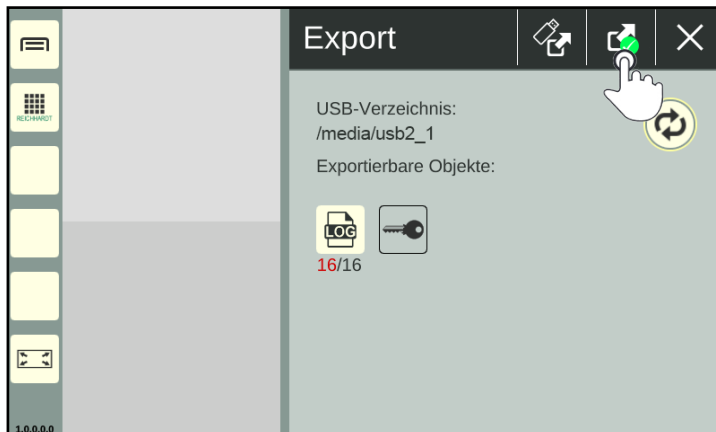 Export
REICHHARDT
USB-Verzeichnis:
/media/usb2_1
Exportierbare Objekte:
LOG
16/16
1.0.0.0.0